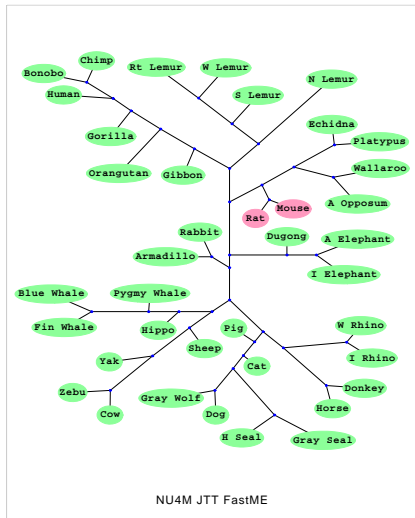 Chimp
Rt Lemur
W Lemur
Bonobo
N Lemur
Human
S Lemur
Echidna
Gorilla
Platypus
Orangutan
Gibbon
Wallaroo
Mouse
A Opposum
Rat
Rabbit
Dugong
A Elephant
Armadillo
I Elephant
Blue Whale
Pygmy Whale
Fin Whale
Hippo
Pig
W Rhino
Sheep
I Rhino
Yak
Cat
Zebu
Gray Wolf
Donkey
Cow
Dog
Horse
H Seal
Gray Seal
NU4M JTT FastME